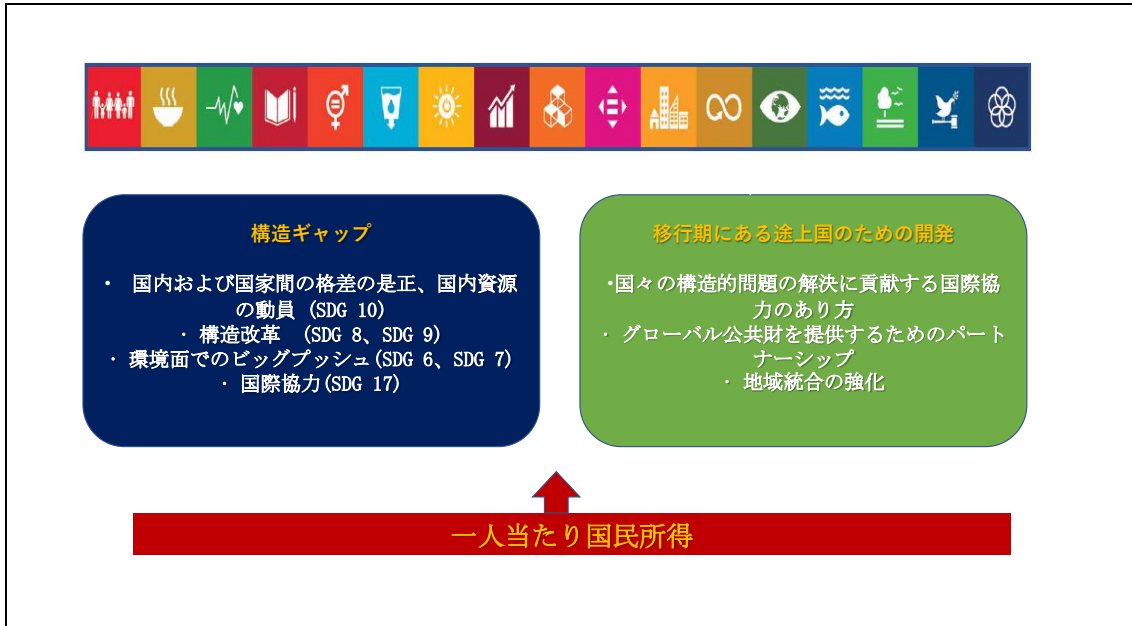 構造ギャップ
・ 国内および国家間の格差の是正、国内資源
の動員 (SDG 10)
・ 構造改革 (SDG 8、SDG 9)
・ 環境面でのビッグプッシュ(SDG 6、SDG 7)
・ 国際協力(SDG 17)
移行期にある途上国のための開発
・国々の構造的問題の解決に貢献する国際協
力のあり方
・ グローバル公共財を提供するためのパート
ナーシップ
・ 地域統合の強化
一人当たり国民所得